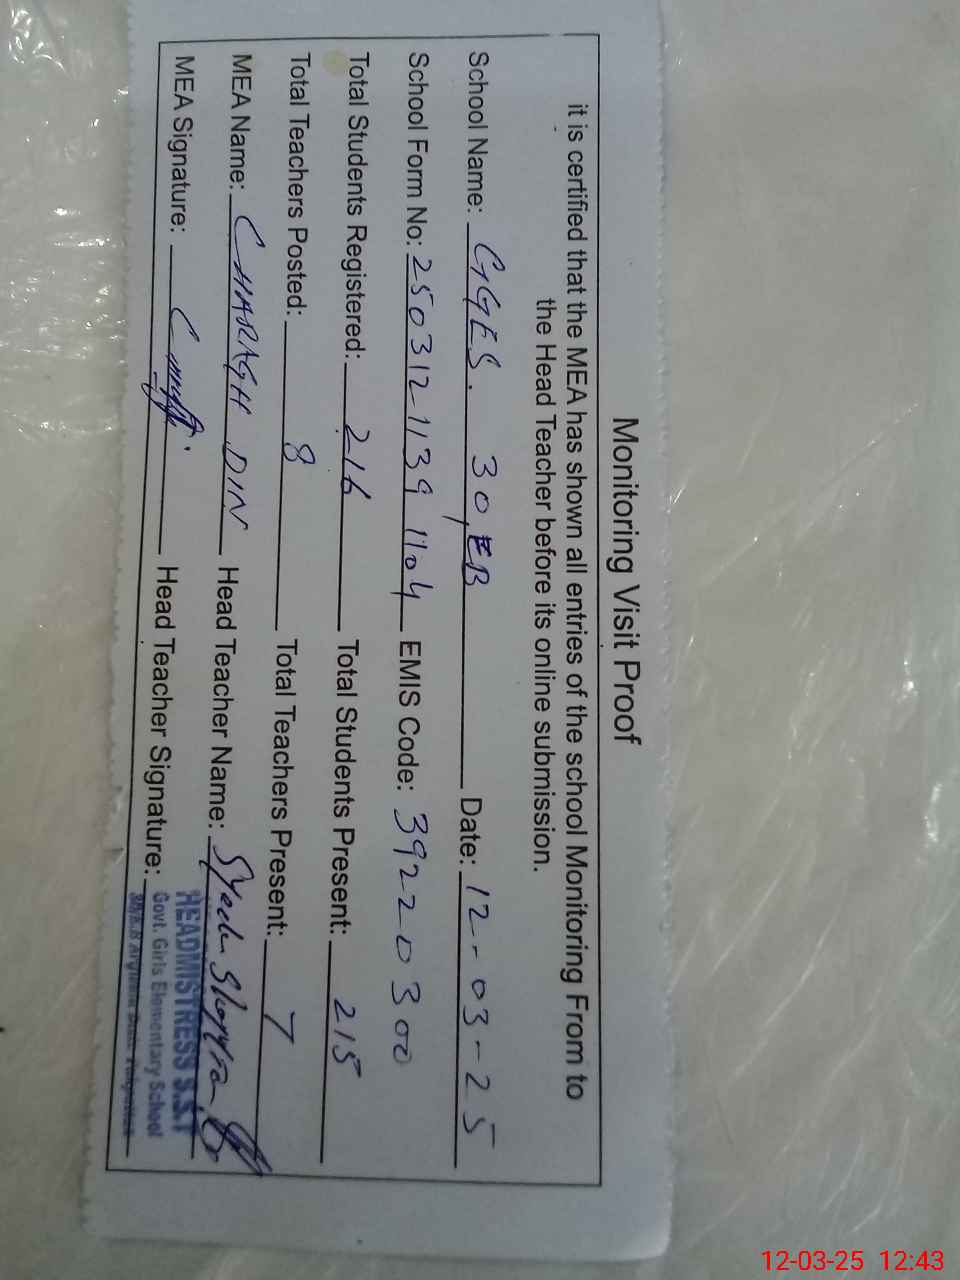 Monitoring Visit Proof
it is certified that the MEA has shown all entries of the school Monitoring From to
the Head Teacher before its online submission.
School Name: GGES. 30/EB Date: 12-03-25
School Form No: 25031211391104 EMIS Code: 39220300
Total Students Registered: 216 Total Students Present: 215
Total Teachers Posted: 8 Total Teachers Present: 7
MEA Name: CHIARAGH DIN Head Teacher Name: Syeda
MEA Signature: Head Teacher Signature:
HEADMISTRESS S.S.T
Govt. Girls Elementary School
12-03-25 12:43